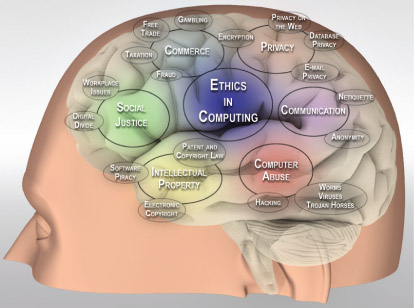 Free
Trade
Gambling
Privacy on
the Web
Encryption
Database
Privacy
Taxation
Commerce
Privacy
Fraud
E-mail
Privacy
Workplace
Issues
Ethics
in
Computing
Netiquette
Social
Justice
Communication
Digital
Divide
Anonymity
Patent and
Copyright Law
Software
Piracy
Intellectual
Property
Computer
Abuse
Electronic
Copyright
Hacking
Worms
Viruses
Trojan Horses